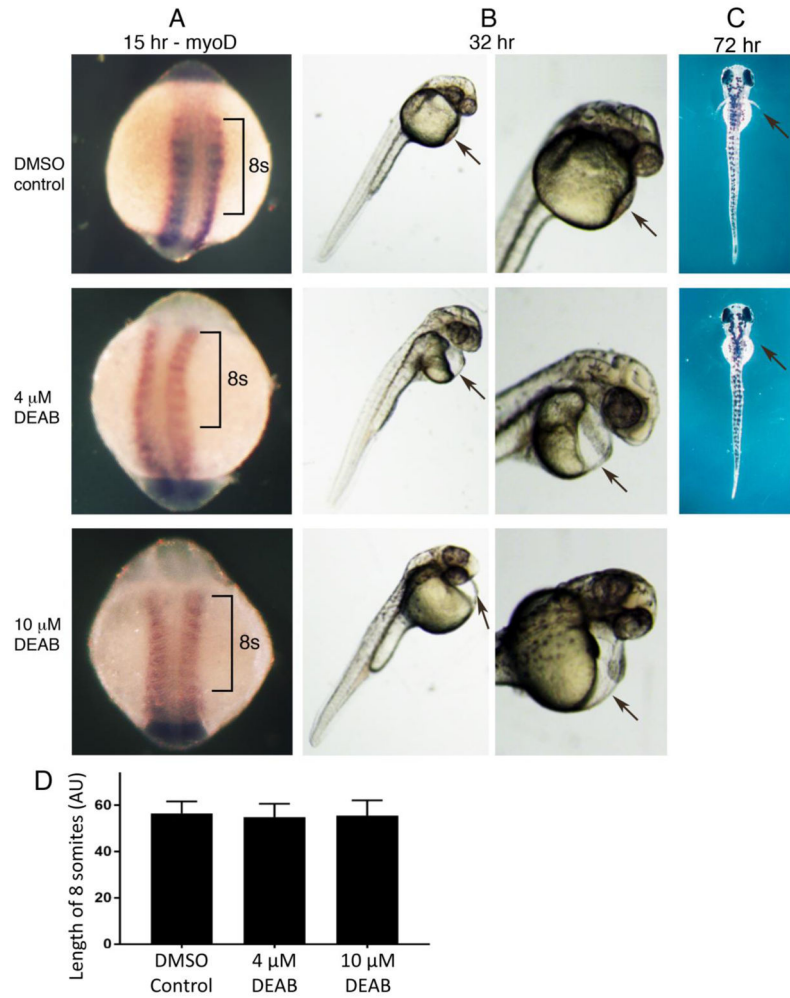 A
B
C
15 hr - myoD
32 hr
72 hr
DMSO
control
8s
4 µM
DEAB
8s
10 µM
DEAB
8s
D
Length of 8 somites (AU)
60
40
20
0
DMSO
Control
4 µM
DEAB
10 µM
DEAB